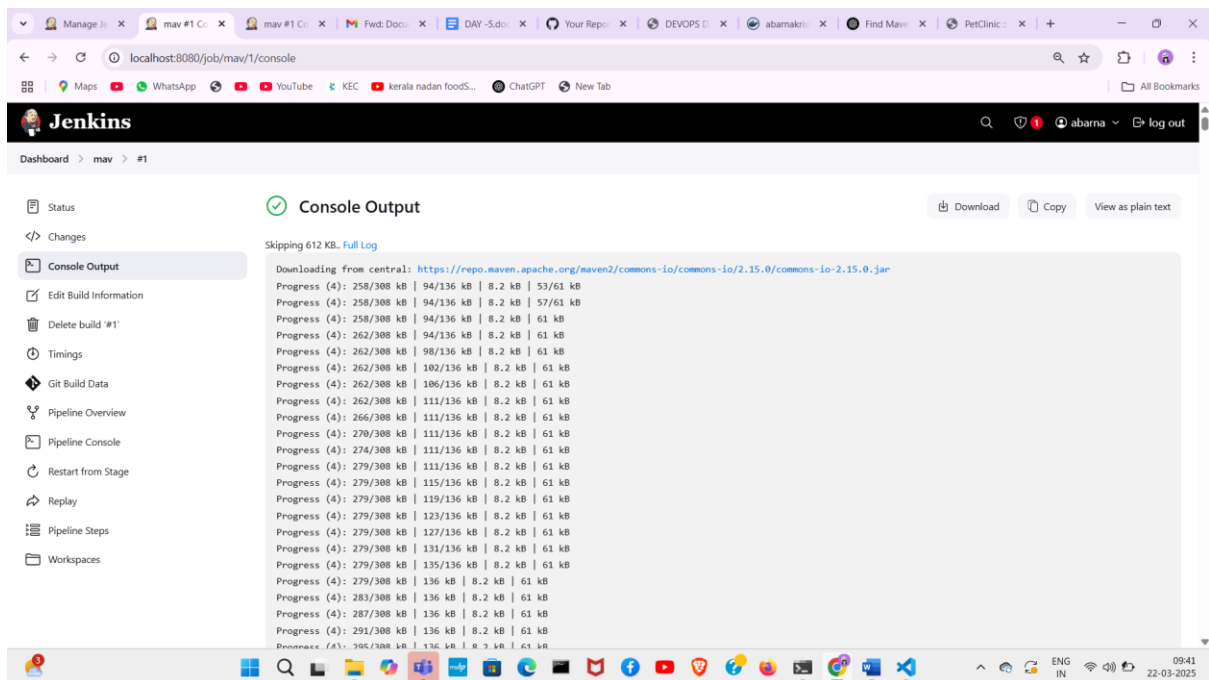 Manage Je
mav #1 Co
mav #1 Co
Fwd: Docu
DAY -5.do
Your Repo
DEVOPS D
abarnakri
Find Mave
PetClinic :
localhost:8080/job/mav/1/console
Maps
WhatsApp
YouTube
KEC
kerala nadan foodS...
ChatGPT
New Tab
All Bookmarks
Jenkins
1
abarna
log out
Dashboard > mav > #1
Status
Changes
Console Output
Edit Build Information
Delete build '#1'
Timings
Git Build Data
Pipeline Overview
Pipeline Console
Restart from Stage
Replay
Pipeline Steps
Workspaces
Console Output
Download
Copy
View as plain text
Skipping 612 KB.. Full Log
Downloading from central: https://repo.maven.apache.org/maven2/commons-io/commons-io/2.15.0/commons-io-2.15.0.jar
Progress (4): 258/308 kB | 94/136 kB | 8.2 kB | 53/61 kB
Progress (4): 258/308 kB | 94/136 kB | 8.2 kB | 57/61 kB
Progress (4): 258/308 kB | 94/136 kB | 8.2 kB | 61 kB
Progress (4): 262/308 kB | 94/136 kB | 8.2 kB | 61 kB
Progress (4): 262/308 kB | 98/136 kB | 8.2 kB | 61 kB
Progress (4): 262/308 kB | 102/136 kB | 8.2 kB | 61 kB
Progress (4): 262/308 kB | 106/136 kB | 8.2 kB | 61 kB
Progress (4): 262/308 kB | 111/136 kB | 8.2 kB | 61 kB
Progress (4): 266/308 kB | 111/136 kB | 8.2 kB | 61 kB
Progress (4): 270/308 kB | 111/136 kB | 8.2 kB | 61 kB
Progress (4): 274/308 kB | 111/136 kB | 8.2 kB | 61 kB
Progress (4): 279/308 kB | 111/136 kB | 8.2 kB | 61 kB
Progress (4): 279/308 kB | 115/136 kB | 8.2 kB | 61 kB
Progress (4): 279/308 kB | 119/136 kB | 8.2 kB | 61 kB
Progress (4): 279/308 kB | 123/136 kB | 8.2 kB | 61 kB
Progress (4): 279/308 kB | 127/136 kB | 8.2 kB | 61 kB
Progress (4): 279/308 kB | 131/136 kB | 8.2 kB | 61 kB
Progress (4): 279/308 kB | 135/136 kB | 8.2 kB | 61 kB
Progress (4): 279/308 kB | 136 kB | 8.2 kB | 61 kB
Progress (4): 283/308 kB | 136 kB | 8.2 kB | 61 kB
Progress (4): 287/308 kB | 136 kB | 8.2 kB | 61 kB
Progress (4): 291/308 kB | 136 kB | 8.2 kB | 61 kB
Progress (4): 295/308 kB | 136 kB | 8.2 kB | 61 kB
3
ENG
IN
09:41
22-03-2025